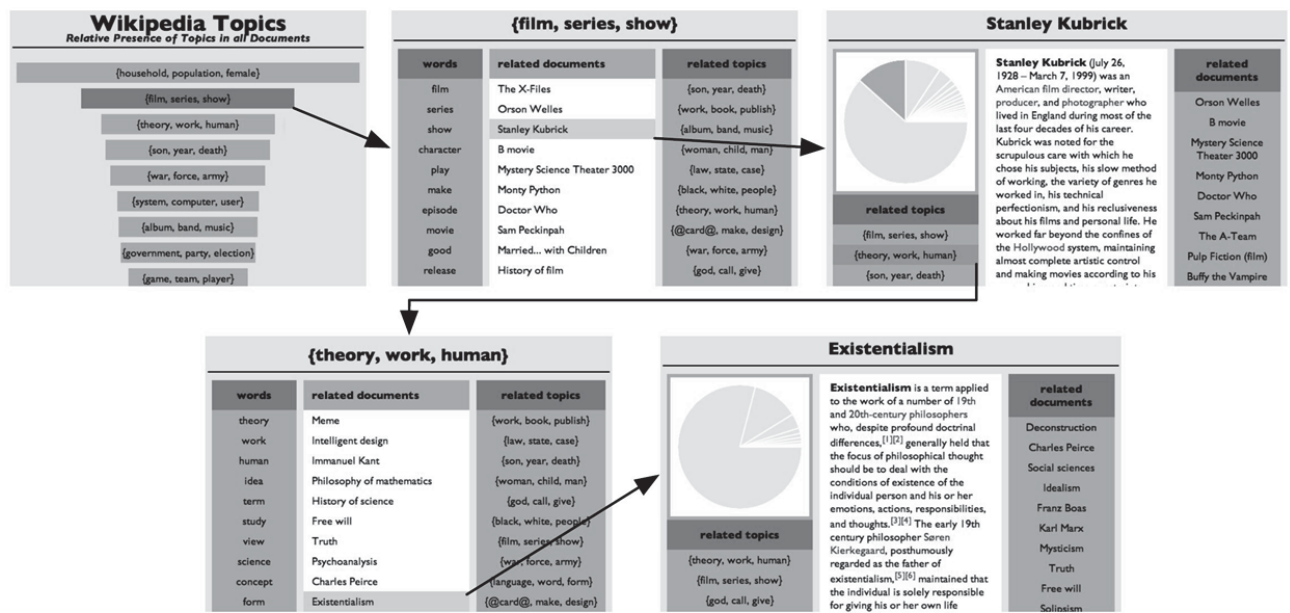 Wikipedia Topics
Relative Presence of Topics in all Documents
{household, population, female}
{film, series, show}
{theory, work, human}
{son, year, death}
{war, force, army}
{system, computer, user}
{album, band, music}
{government, party, election}
{game, team, player}
{film, series, show}
words
film
series
show
character
play
make
episode
movie
good
release
related documents
The X-Files
Orson Welles
Stanley Kubrick
B movie
Mystery Science Theater 3000
Monty Python
Doctor Who
Sam Peckinpah
Married... with Children
History of film
related topics
{son, year, death}
{work, book, publish}
{album, band, music}
{woman, child, man}
{law, state, case}
{black, white, people}
{theory, work, human}
{@card@, make, design}
{war, force, army}
{god, call, give}
Stanley Kubrick
related topics
{film, series, show}
{theory, work, human}
{son, year, death}
Stanley Kubrick (July 26,
1928 – March 7, 1999) was an
American film director, writer,
producer, and photographer who
lived in England during most of the
last four decades of his career.
Kubrick was noted for the
scrupulous care with which he
chose his subjects, his slow method
of working, the variety of genres he
worked in, his technical
perfectionism, and his reclusiveness
about his films and personal life. He
worked far beyond the confines of
the Hollywood system, maintaining
almost complete artistic control
and making movies according to his
related
documents
Orson Welles
B movie
Mystery Science
Theater 3000
Monty Python
Doctor Who
Sam Peckinpah
The A-Team
Pulp Fiction (film)
Buffy the Vampire
{theory, work, human}
words
theory
work
human
idea
term
study
view
science
concept
form
related documents
Meme
Intelligent design
Immanuel Kant
Philosophy of mathematics
History of science
Free will
Truth
Psychoanalysis
Charles Peirce
Existentialism
related topics
{work, book, publish}
{law, state, case}
{son, year, death}
{woman, child, man}
{god, call, give}
{black, white, people}
{film, series, show}
{war, force, army}
{language, word, form}
{@card@, make, design}
Existentialism
related topics
{theory, work, human}
{film, series, show}
{god, call, give}
Existentialism is a term applied
to the work of a number of 19th
and 20th-century philosophers
who, despite profound doctrinal
differences,[1][2] generally held that
the focus of philosophical thought
should be to deal with the
conditions of existence of the
individual person and his or her
emotions, actions, responsibilities,
and thoughts.[3][4] The early 19th
century philosopher Søren
Kierkegaard, posthumously
regarded as the father of
existentialism,[5][6] maintained that
the individual is solely responsible
for giving his or her own life
related
documents
Deconstruction
Charles Peirce
Social sciences
Idealism
Franz Boas
Karl Marx
Mysticism
Truth
Free will
Solipsism